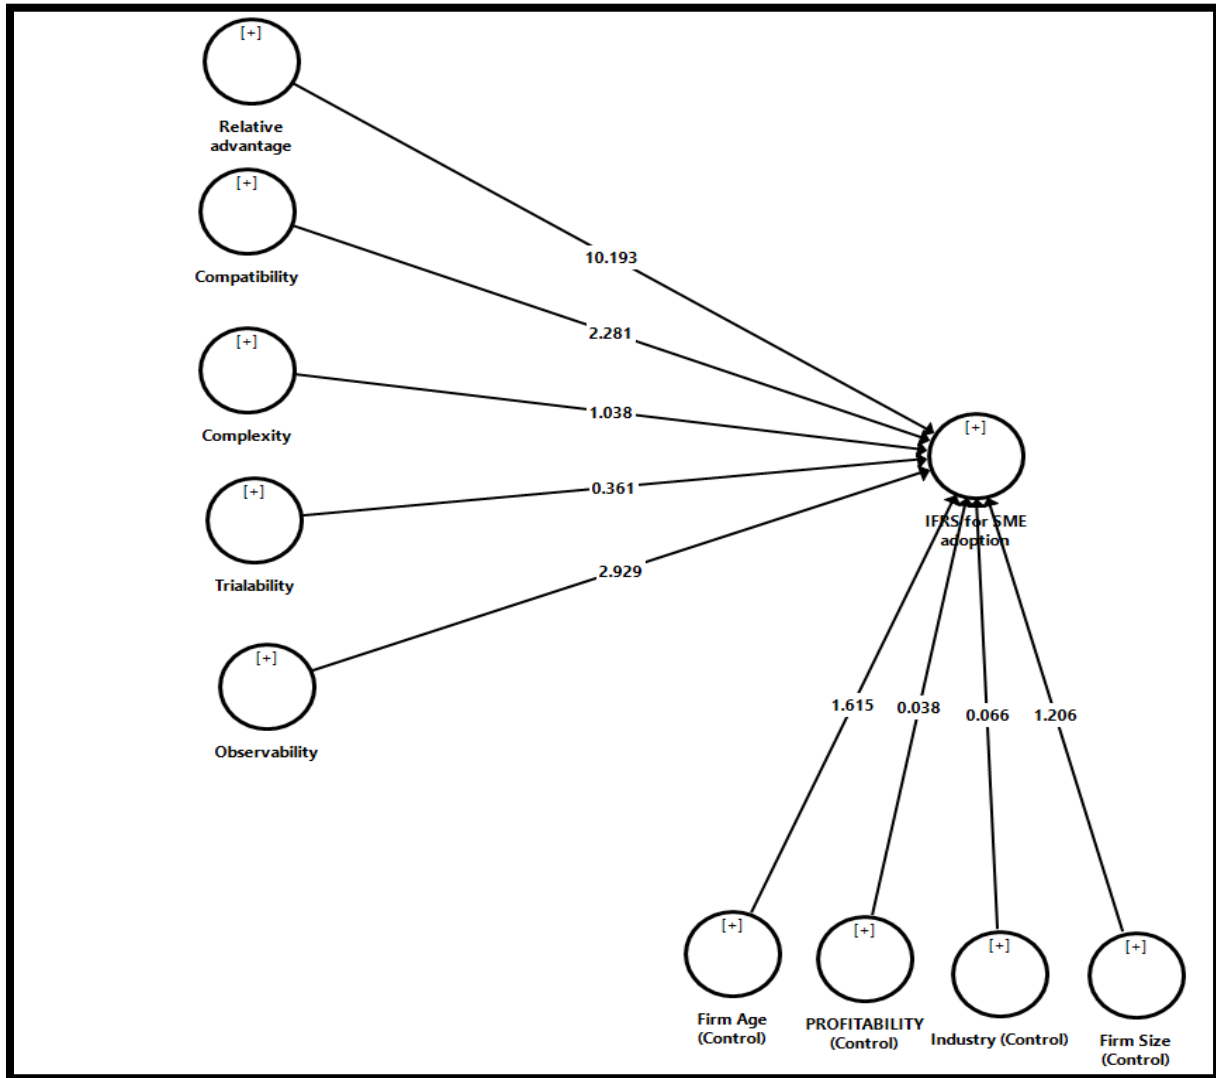 [+]
Relative
advantage
[+]
Compatibility
[+]
Complexity
[+]
Trialability
[+]
Observability
10.193
2.281
1.038
0.361
2.929
[+]
IFRS for SME
adoption
1.615
0.038
0.066
1.206
[+]
Firm Age
(Control)
[+]
PROFITABILITY
(Control)
[+]
Industry (Control)
[+]
Firm Size
(Control)